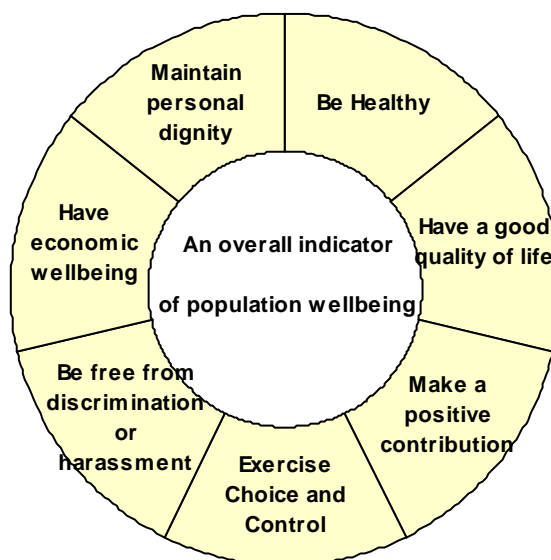 Maintain
personal
dignity
Be Healthy
Have a good
quality of life
Make a
positive
contribution
Exercise
Choice and
Control
Be free from
discrimination
or
harassment
Have
economic
wellbeing
An overall indicator
of population wellbeing